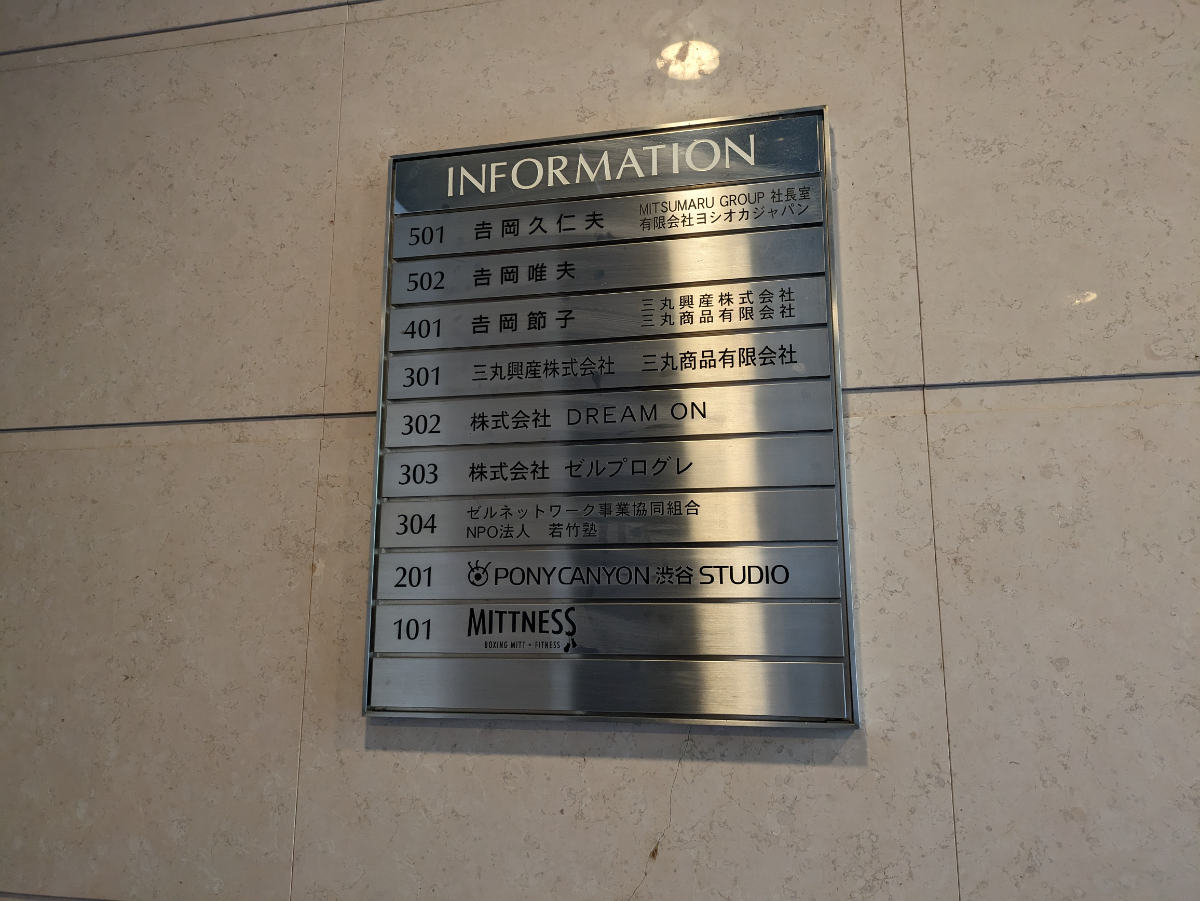 INFORMATION
501 𠮷岡久仁夫 MITSUMARU GROUP 社長室
有限会社ヨシオカジャパン
502 𠮷岡唯夫
401 𠮷岡節子 三丸興産株式会社
三丸商品有限会社
301 三丸興産株式会社 三丸商品有限会社
302 株式会社 DREAM ON
303 株式会社 ゼルプログレ
304 ゼルネットワーク事業協同組合
NPO法人 若竹塾
201 PONYCANYON 渋谷 STUDIO
101 MITTNESS
BOXING MITT + FITNESS